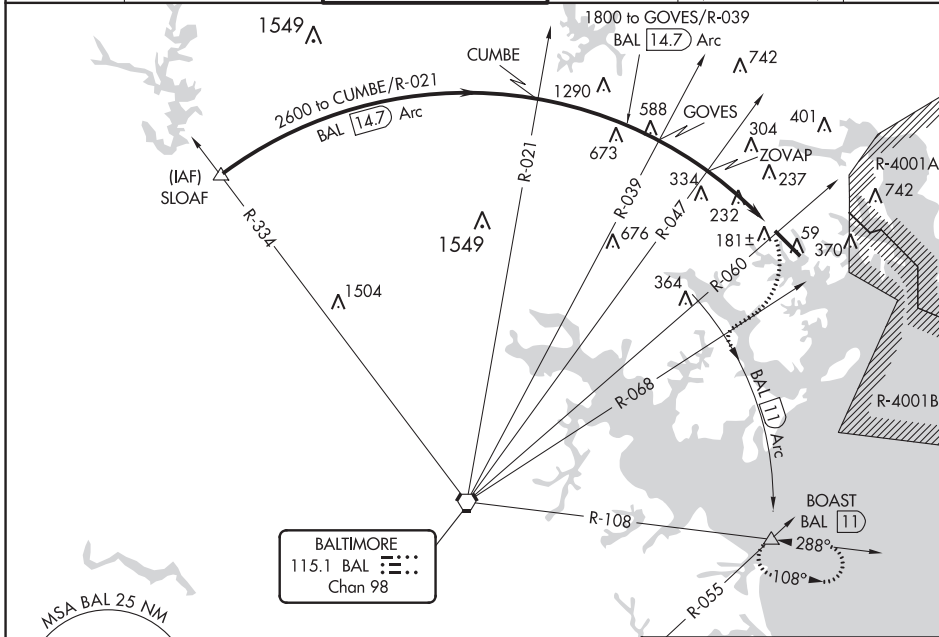 1800 to GOVES/R-039
BAL 14.7 Arc
1549
CUMBE
742
2600 to CUMBE/R-021
BAL 14.7 Arc
1290
588
GOVES
401
673
304
ZOVAP
R-4001A
(IAF)
SLOAF
R-021
334
237
R-039
R-047
232
742
R-334
1549
676
181±
59
370
R-060
1504
364
R-068
BAL 11 Arc
R-4001B
BOAST
BAL 11
R-108
288°
BALTIMORE
115.1 BAL
Chan 98
108°
R-055
MSA BAL 25 NM